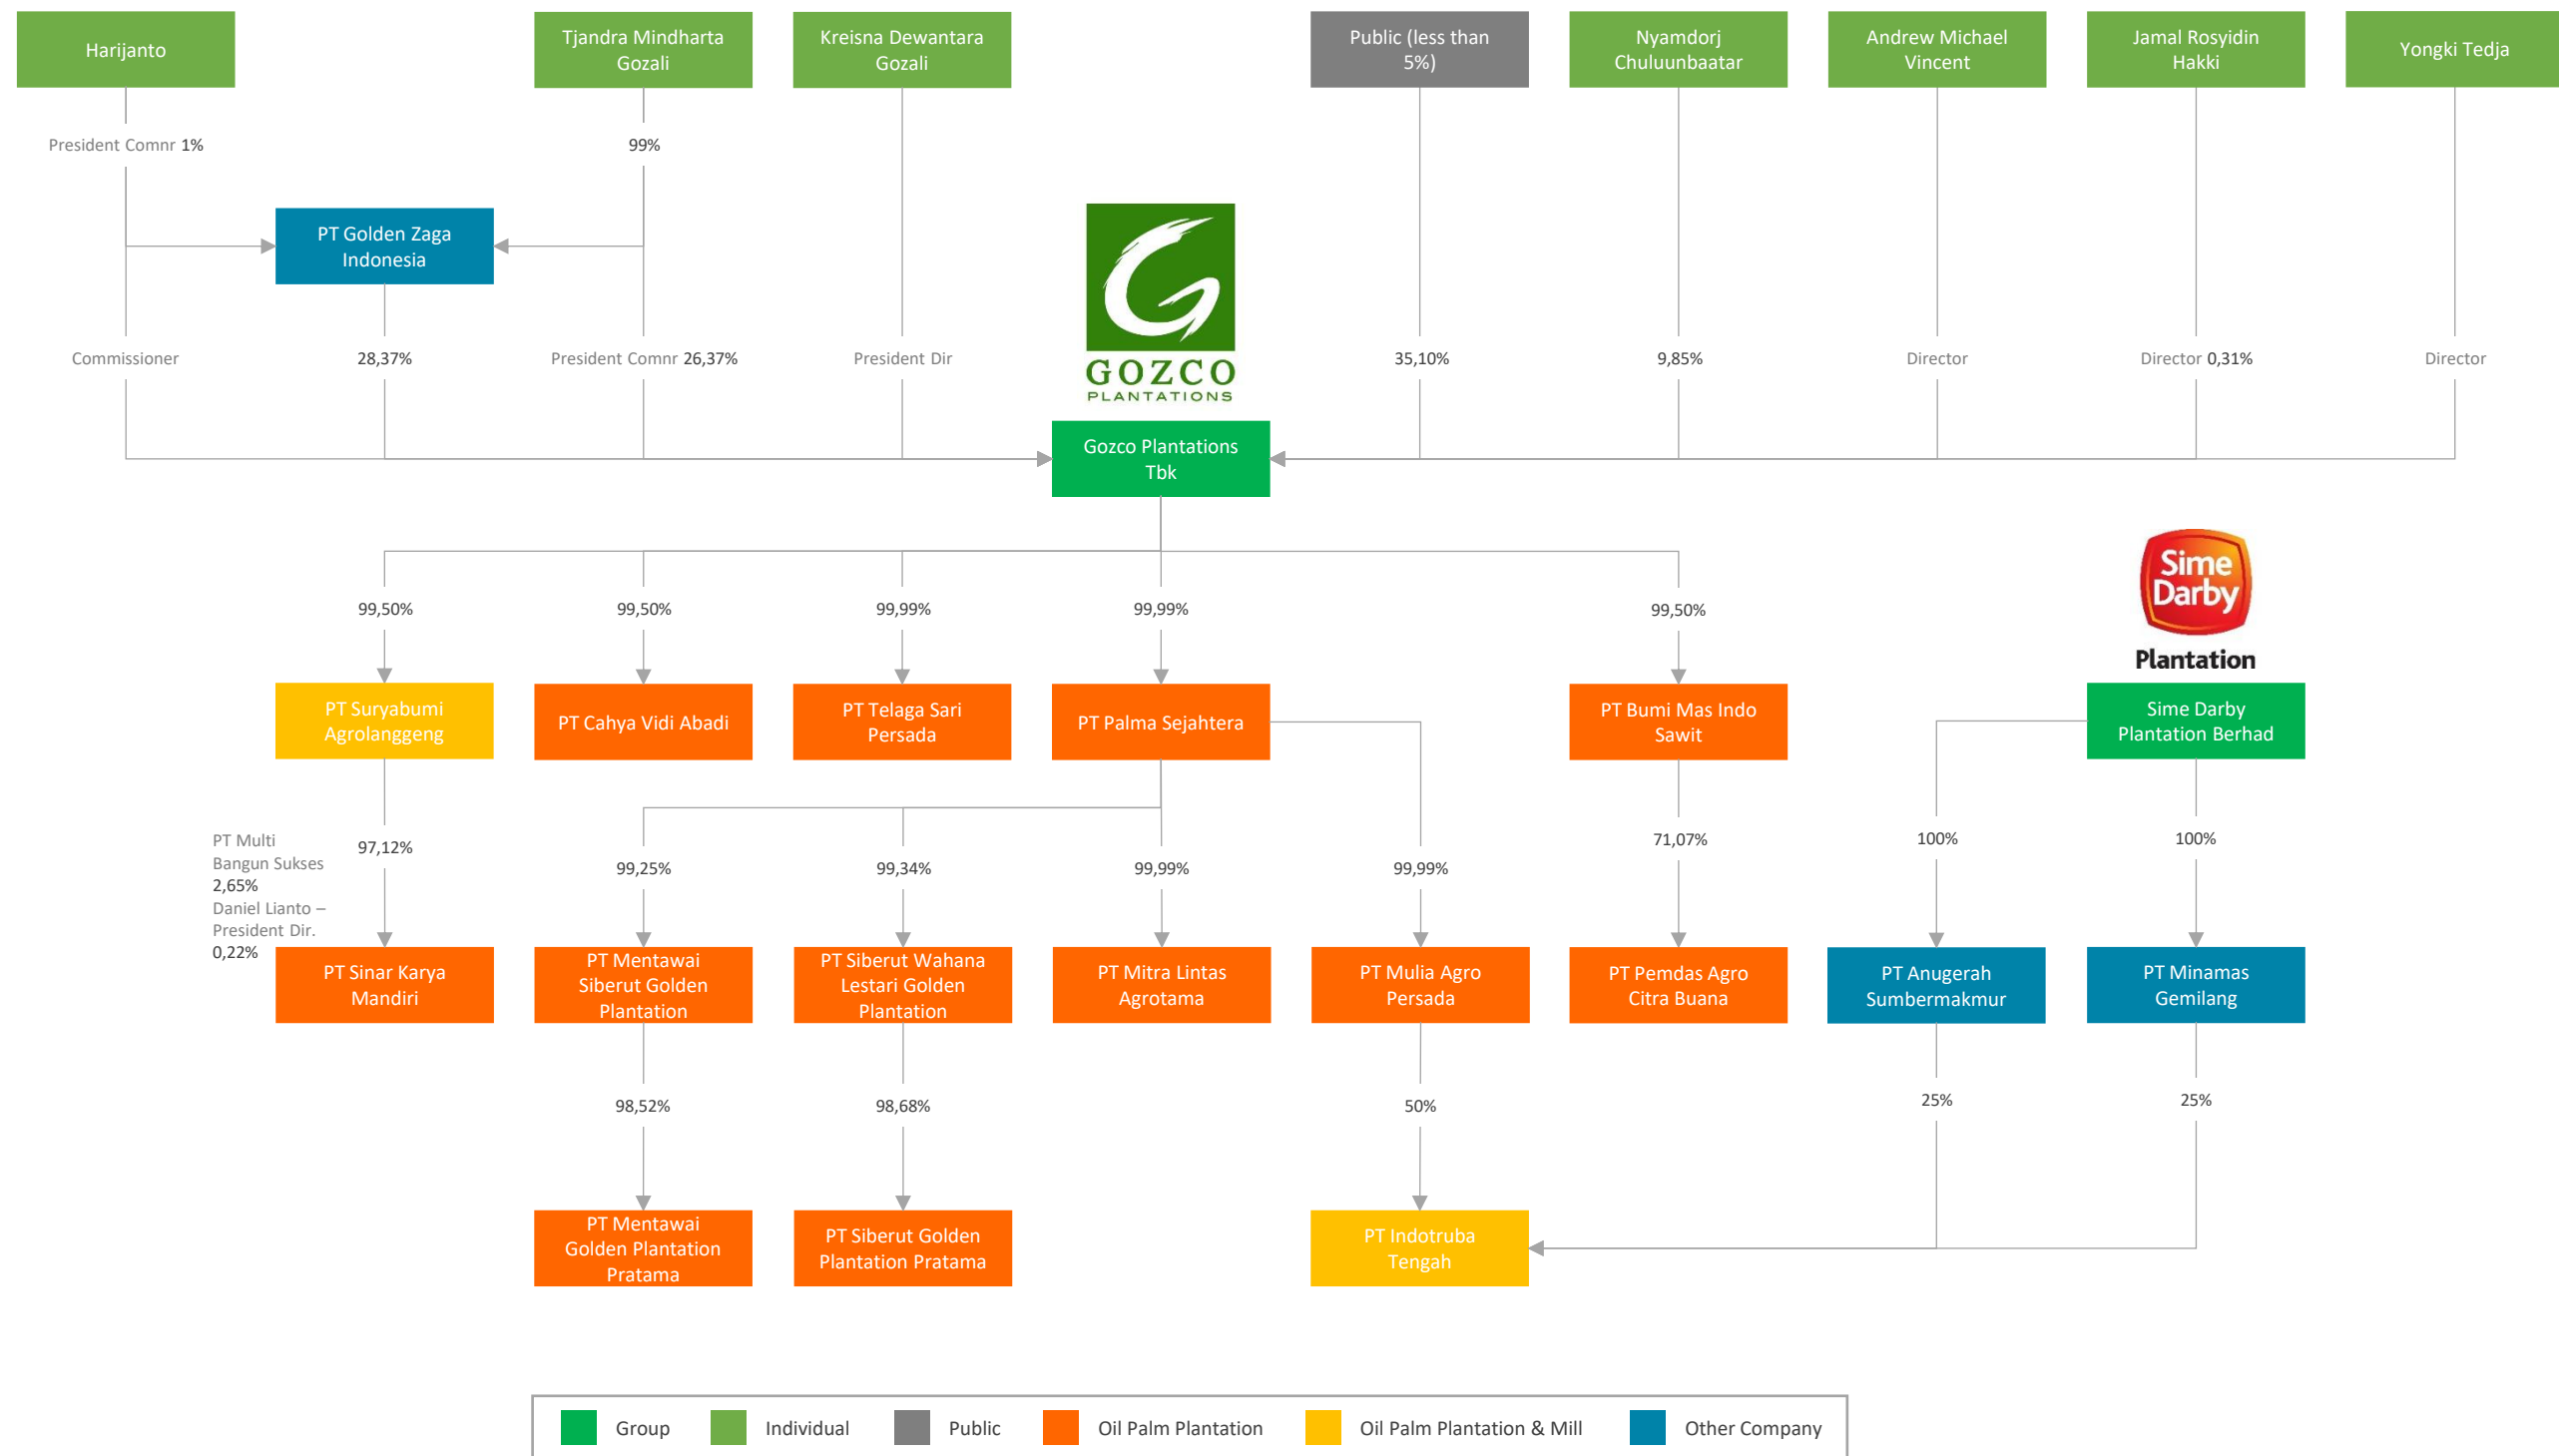 Harijanto
Tjandra Mindharta
Gozali
Kreisna Dewantara
Gozali
Public (less than
5%)
Nyamdorj
Chuluunbaatar
Andrew Michael
Vincent
Jamal Rosyidin
Hakki
Yongki Tedja
President Comnr 1%
99%
PT Golden Zaga
Indonesia
GOZCO
PLANTATIONS
Commissioner
28,37%
President Comnr 26,37%
President Dir
35,10%
9,85%
Director
Director 0,31%
Director
Gozco Plantations
Tbk
Sime
Darby
Plantation
99,50%
99,50%
99,99%
99,99%
99,50%
PT Suryabumi
Agrolanggeng
PT Cahya Vidi Abadi
PT Telaga Sari
Persada
PT Palma Sejahtera
PT Bumi Mas Indo
Sawit
Sime Darby
Plantation Berhad
PT Multi
Bangun Sukses
2,65%
Daniel Lianto –
President Dir.
0,22%
97,12%
99,25%
99,34%
99,99%
99,99%
71,07%
100%
100%
PT Sinar Karya
Mandiri
PT Mentawai
Siberut Golden
Plantation
PT Siberut Wahana
Lestari Golden
Plantation
PT Mitra Lintas
Agrotama
PT Mulia Agro
Persada
PT Pemdas Agro
Citra Buana
PT Anugerah
Sumbermakmur
PT Minamas
Gemilang
98,52%
98,68%
50%
25%
25%
PT Mentawai
Golden Plantation
Pratama
PT Siberut Golden
Plantation Pratama
PT Indotruba
Tengah
Group
Individual
Public
Oil Palm Plantation
Oil Palm Plantation & Mill
Other Company